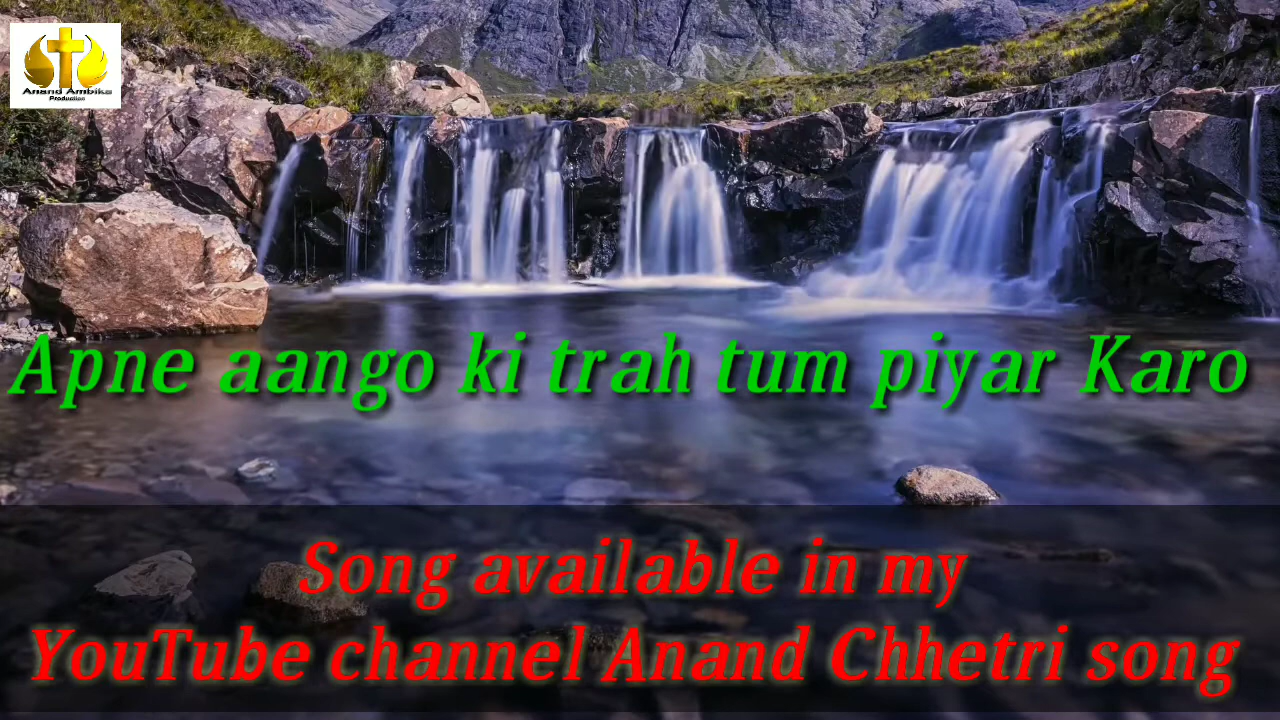 Anand Ambika
Production
Apne aango ki trah tum piyar Karo
Song available in my
YouTube channel Anand Chhetri song